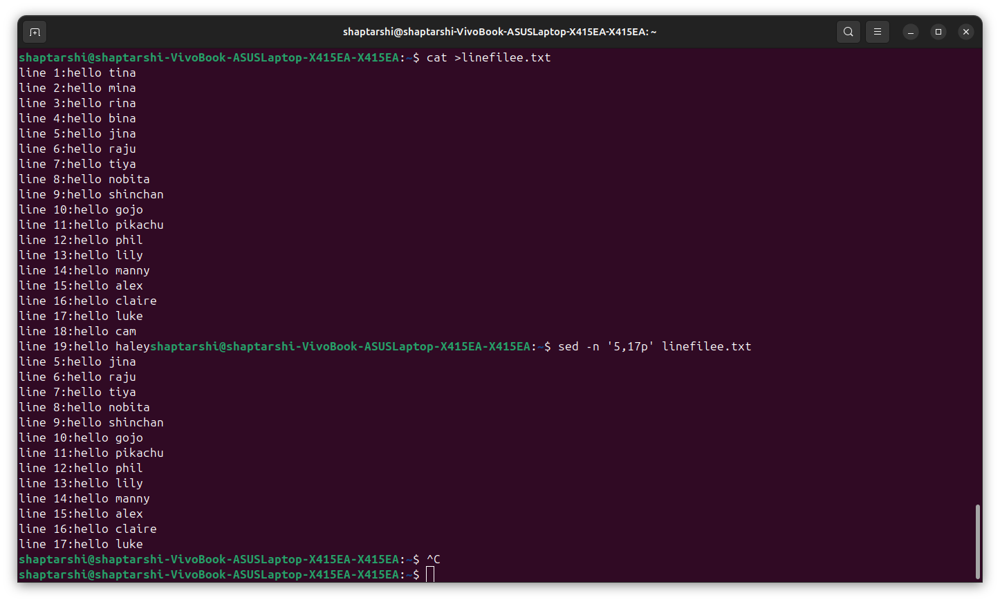 shaptarshi@shaptarshi-VivoBook-ASUSLaptop-X415EA-X415EA: ~
shaptarshi@shaptarshi-VivoBook-ASUSLaptop-X415EA-X415EA:~$ cat >linefilee.txt
line 1:hello tina
line 2:hello mina
line 3:hello rina
line 4:hello bina
line 5:hello jina
line 6:hello raju
line 7:hello tiya
line 8:hello nobita
line 9:hello shinchan
line 10:hello gojo
line 11:hello pikachu
line 12:hello phil
line 13:hello lily
line 14:hello manny
line 15:hello alex
line 16:hello claire
line 17:hello luke
line 18:hello cam
line 19:hello haleyshaptarshi@shaptarshi-VivoBook-ASUSLaptop-X415EA-X415EA:~$ sed -n '5,17p' linefilee.txt
line 5:hello jina
line 6:hello raju
line 7:hello tiya
line 8:hello nobita
line 9:hello shinchan
line 10:hello gojo
line 11:hello pikachu
line 12:hello phil
line 13:hello lily
line 14:hello manny
line 15:hello alex
line 16:hello claire
line 17:hello luke
shaptarshi@shaptarshi-VivoBook-ASUSLaptop-X415EA-X415EA:~$ ^C
shaptarshi@shaptarshi-VivoBook-ASUSLaptop-X415EA-X415EA:~$